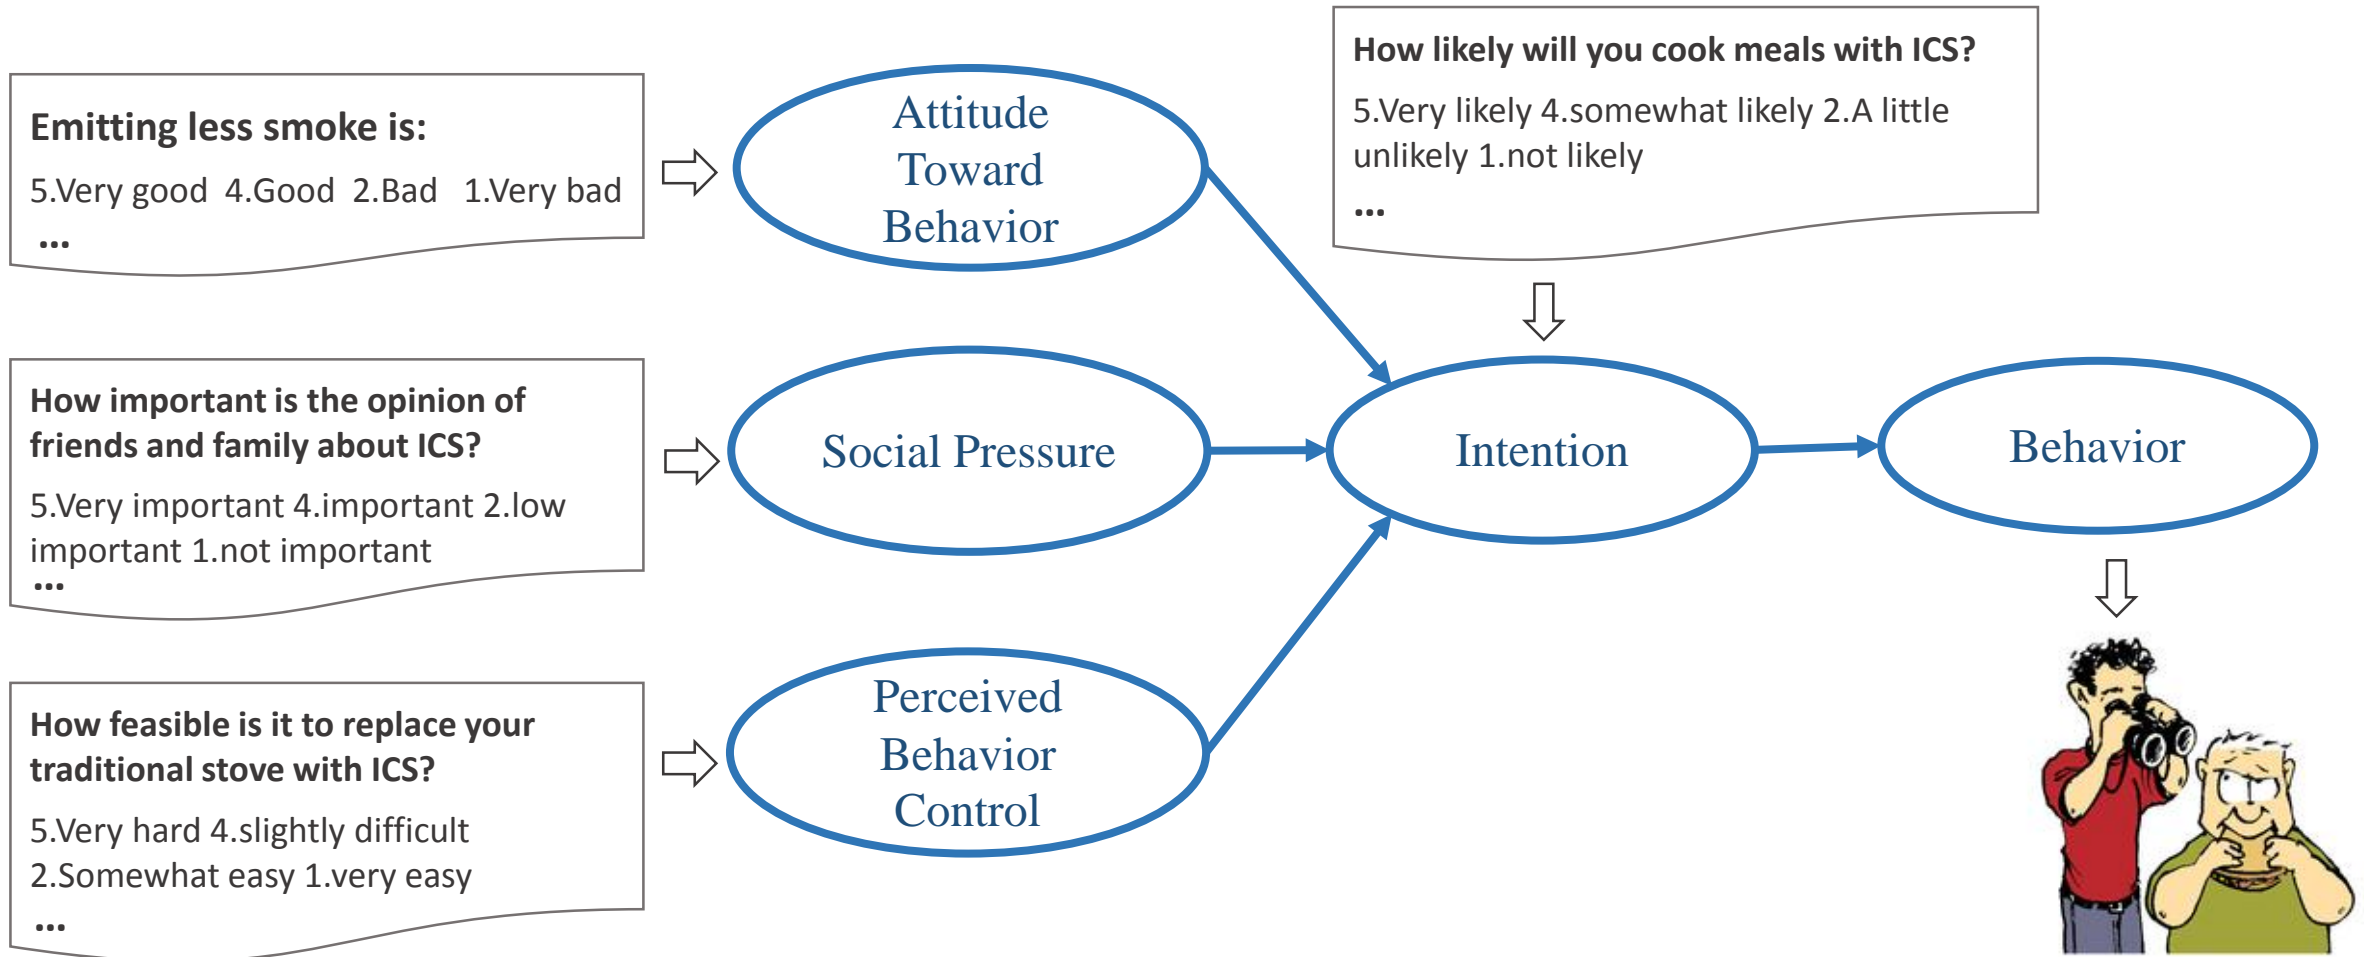 Emitting less smoke is:
5.Very good 4.Good 2.Bad 1.Very bad
...
How important is the opinion of
friends and family about ICS?
5.Very important 4.important 2.low
important 1.not important
...
How feasible is it to replace your
traditional stove with ICS?
5.Very hard 4.slightly difficult
2.Somewhat easy 1.very easy
...
Attitude
Toward
Behavior
Social Pressure
Perceived
Behavior
Control
How likely will you cook meals with ICS?
5.Very likely 4.somewhat likely 2.A little
unlikely 1.not likely
...
Intention
Behavior